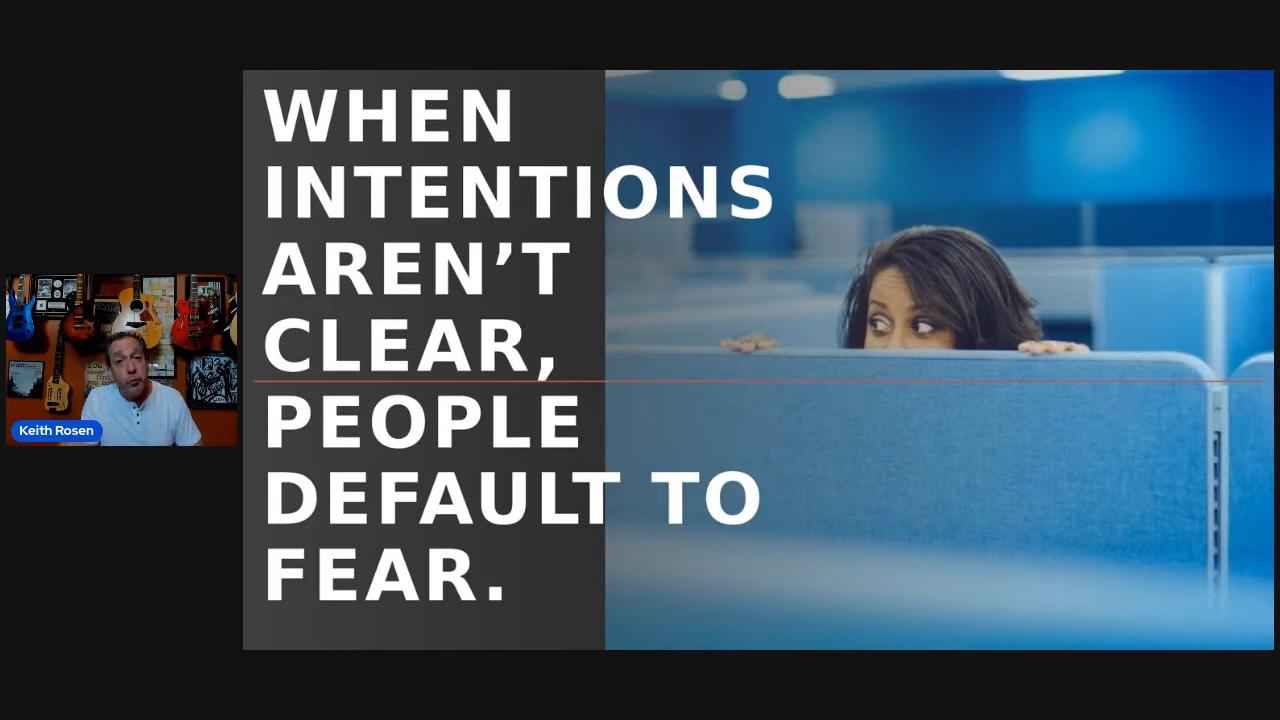 WHEN
INTENTIONS
AREN’T
CLEAR,
PEOPLE
DEFAULT TO
FEAR.
Keith Rosen